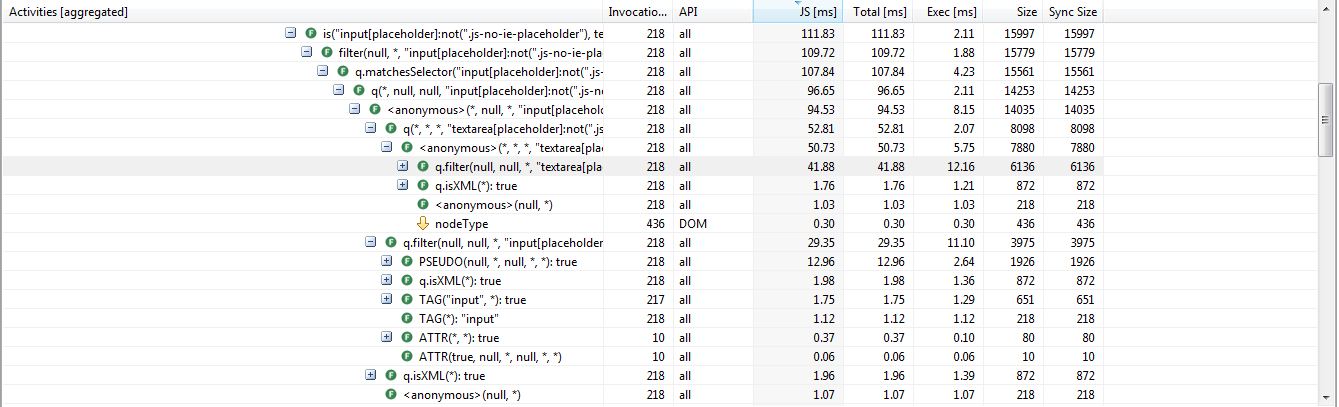 Activities [aggregated] Invocatio... API JS [ms] Total [ms] Exec [ms] Size Sync Size
is("input[placeholder]:not(".js-no-ie-placeholder"), te 218 all 111.83 111.83 2.11 15997 15997
filter(null, *, "input[placeholder]:not(".js-no-ie-pla 218 all 109.72 109.72 1.88 15779 15779
q.matchesSelector("input[placeholder]:not(".js-n 218 all 107.84 107.84 4.23 15561 15561
q(*, null, null, "input[placeholder]:not(".js-no 218 all 96.65 96.65 2.11 14253 14253
<anonymous>(*, null, *, "input[placehold 218 all 94.53 94.53 8.15 14035 14035
q(*, *, *, "textarea[placeholder]:not(".js 218 all 52.81 52.81 2.07 8098 8098
<anonymous>(*, *, *, "textarea[place 218 all 50.73 50.73 5.75 7880 7880
q.filter(null, null, *, "textarea[pla 218 all 41.88 41.88 12.16 6136 6136
q.isXML(*): true 218 all 1.76 1.76 1.21 872 872
<anonymous>(null, *) 218 all 1.03 1.03 1.03 218 218
nodeType 436 DOM 0.30 0.30 0.30 436 436
q.filter(null, null, *, "input[placeholder 218 all 29.35 29.35 11.10 3975 3975
PSEUDO(null, *, null, *, *): true 218 all 12.96 12.96 2.64 1926 1926
q.isXML(*): true 218 all 1.98 1.98 1.36 872 872
TAG("input", *): true 217 all 1.75 1.75 1.29 651 651
TAG(*): "input" 218 all 1.12 1.12 1.12 218 218
ATTR(*, *): true 10 all 0.37 0.37 0.10 80 80
ATTR(true, null, *, null, *, *) 10 all 0.06 0.06 0.06 10 10
q.isXML(*): true 218 all 1.96 1.96 1.39 872 872
<anonymous>(null, *) 218 all 1.07 1.07 1.07 218 218